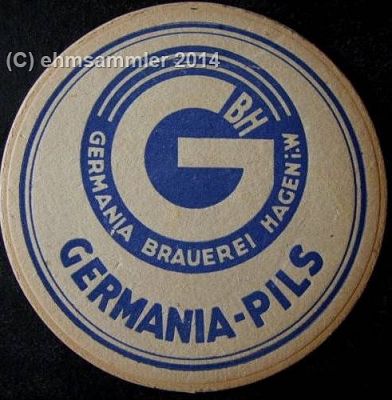 (C) ehmsammler 2014
G
BH
GERMANIA BRAUEREI HAGEN i.W
GERMANIA-PILS